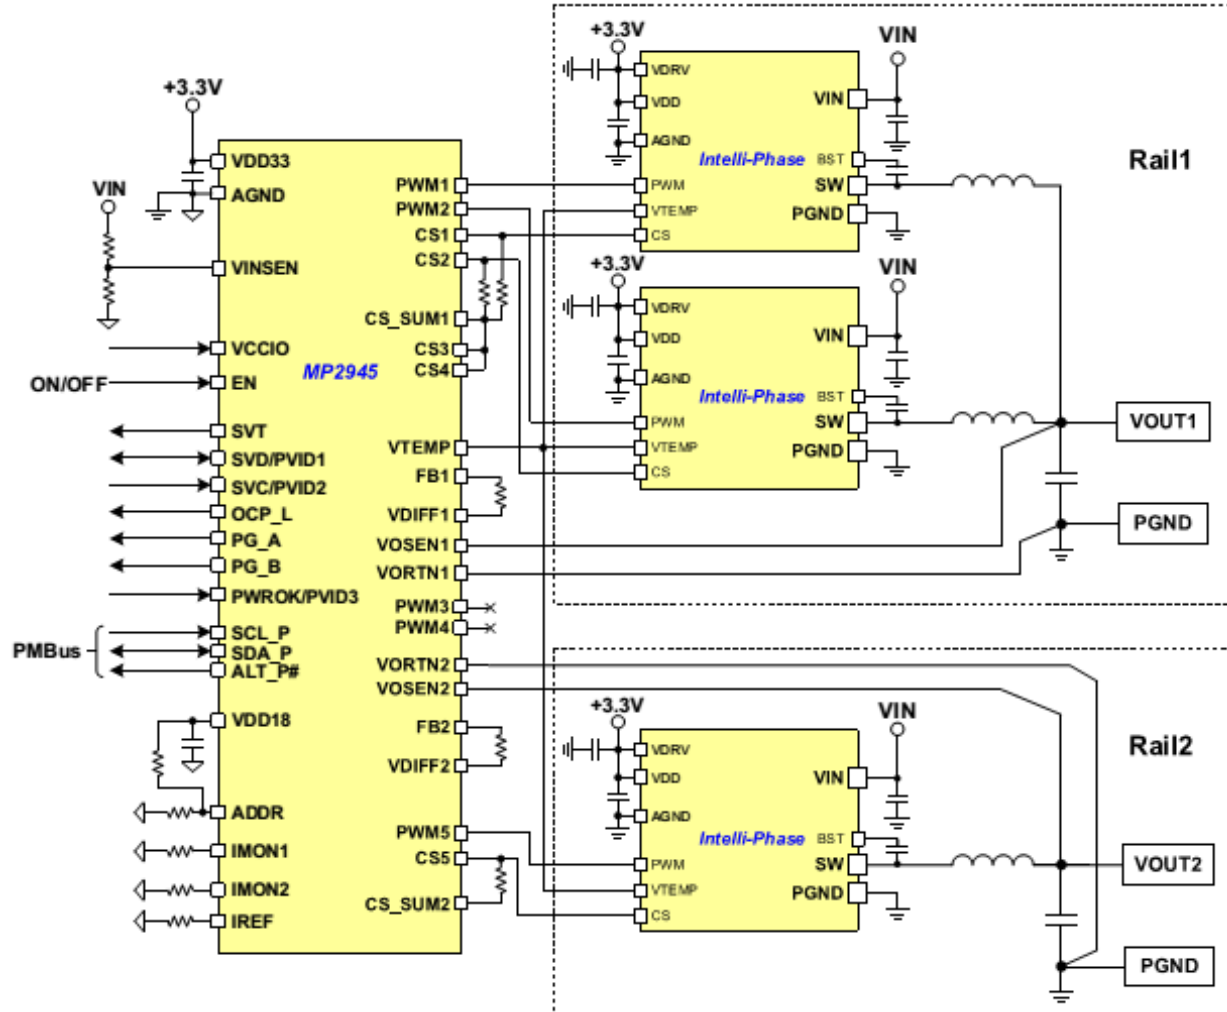 +3.3V
VDD33
AGND
VIN
VINSEN
VCCIO
ON/OFF
EN
SVT
SVD/PVID1
SVC/PVID2
OCP_L
PG_A
PG_B
PWROK/PVID3
PMBus
SCL_P
SDA_P
ALT_P#
VDD18
ADDR
IMON1
IMON2
IREF
MP2945
PWM1
PWM2
CS1
CS2
CS_SUM1
CS3
CS4
VTEMP
FB1
VDIFF1
VOSEN1
VORTN1
PWM3
PWM4
VORTN2
VOSEN2
FB2
VDIFF2
PWM5
CS5
CS_SUM2
+3.3V
VIN
VDRV
VDD
VIN
AGND
Intelli-Phase
BST
PWM
SW
VTEMP
PGND
CS
Rail1
+3.3V
VIN
VDRV
VDD
VIN
AGND
Intelli-Phase
BST
PWM
SW
VTEMP
PGND
CS
VOUT1
PGND
+3.3V
VIN
VDRV
VDD
VIN
AGND
Intelli-Phase
BST
PWM
SW
VTEMP
PGND
CS
Rail2
VOUT2
PGND